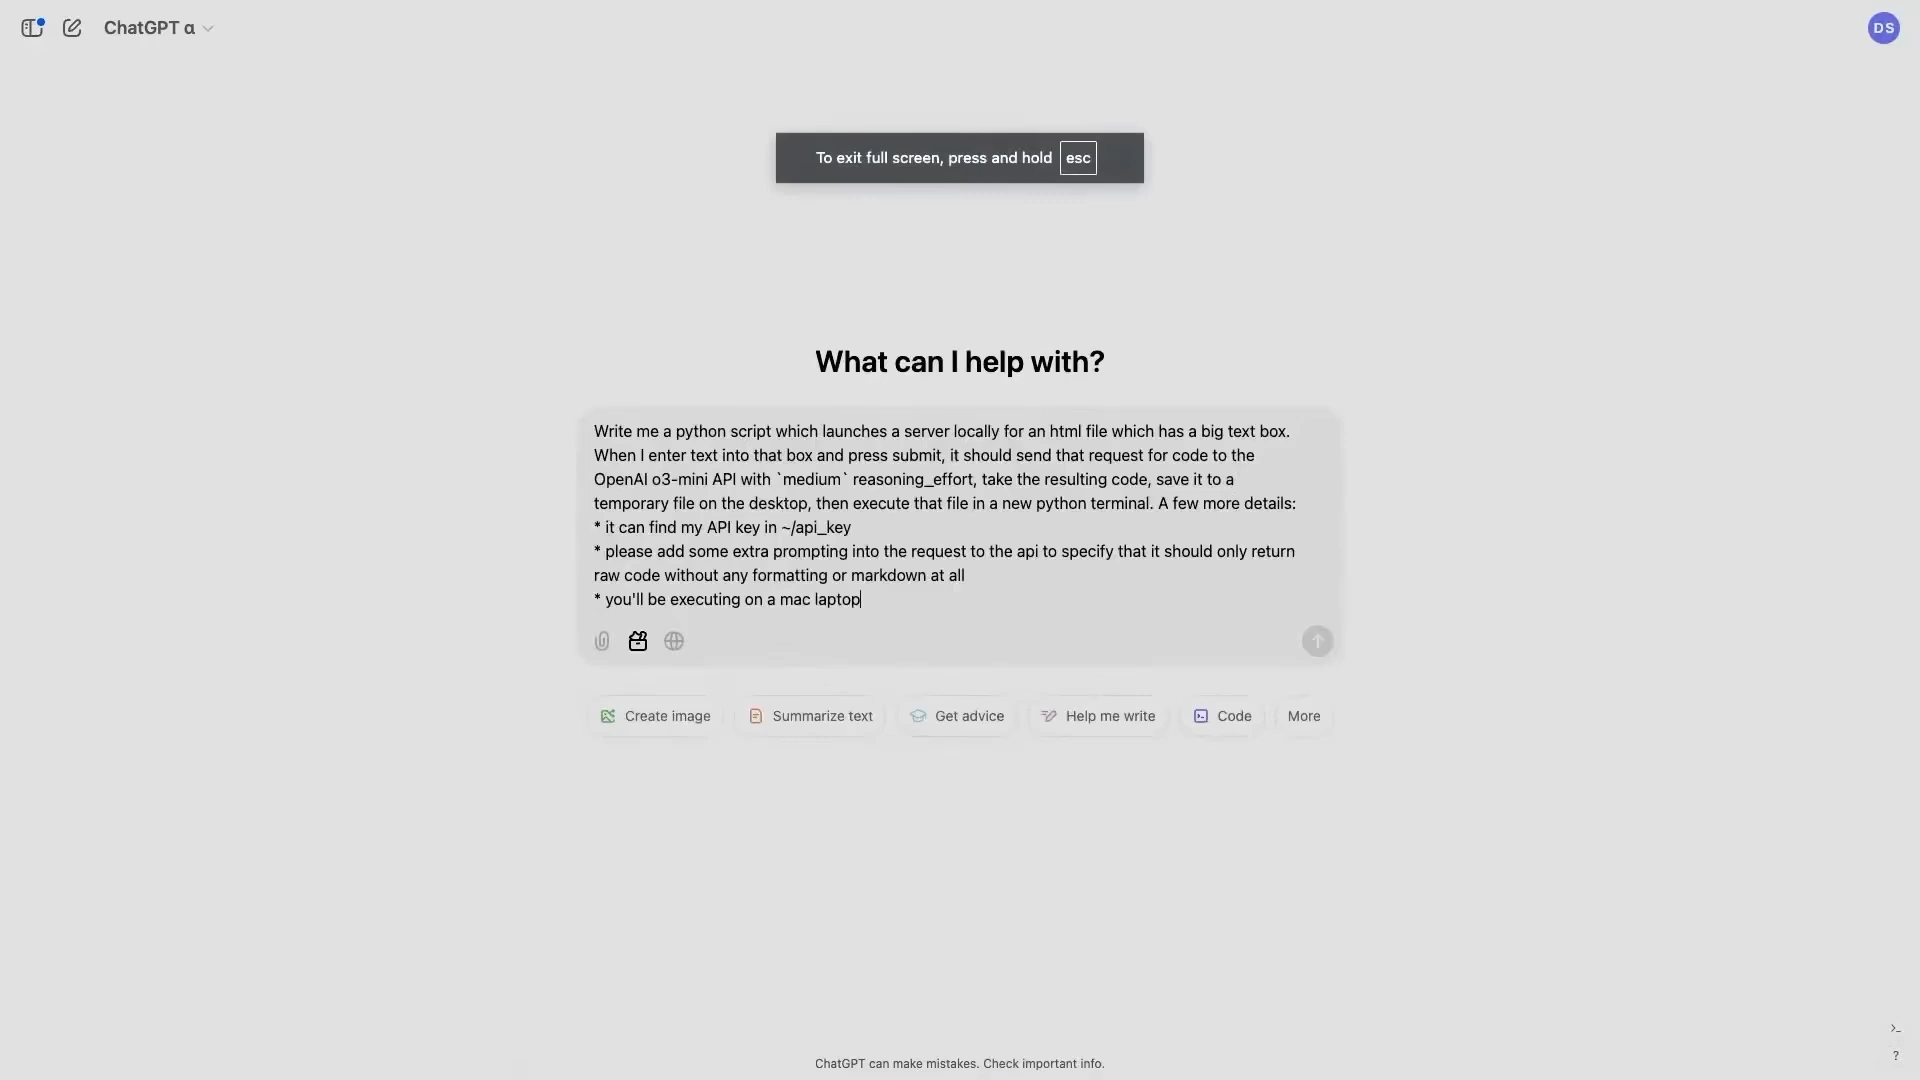 ChatGPT α
DS
To exit full screen, press and hold esc
What can I help with?
Write me a python script which launches a server locally for an html file which has a big text box.
When I enter text into that box and press submit, it should send that request for code to the
OpenAI o3-mini API with `medium` reasoning_effort, take the resulting code, save it to a
temporary file on the desktop, then execute that file in a new python terminal. A few more details:
* it can find my API key in ~/api_key
* please add some extra prompting into the request to the api to specify that it should only return
raw code without any formatting or markdown at all
* you'll be executing on a mac laptop
Create image
Summarize text
Get advice
Help me write
Code
More
ChatGPT can make mistakes. Check important info.
?